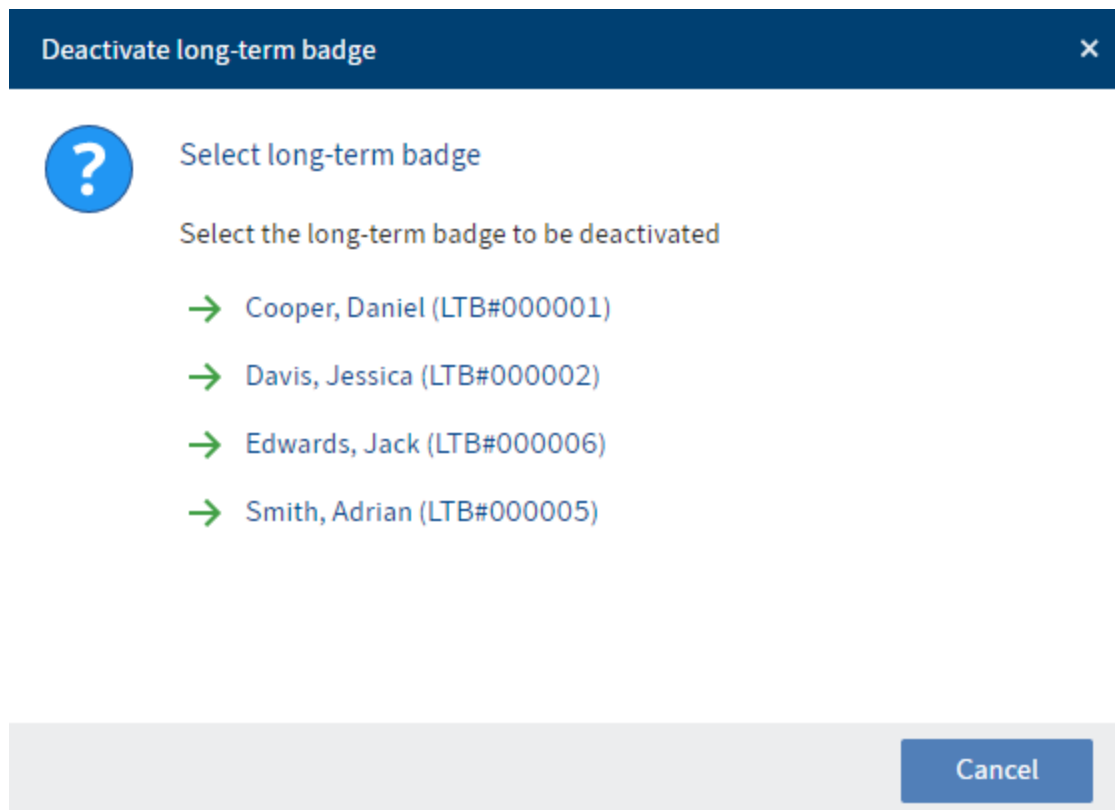 Deactivate long-term badge ×
?
Select long-term badge
Select the long-term badge to be deactivated
→ Cooper, Daniel (LTB#000001)
→ Davis, Jessica (LTB#000002)
→ Edwards, Jack (LTB#000006)
→ Smith, Adrian (LTB#000005)
Cancel